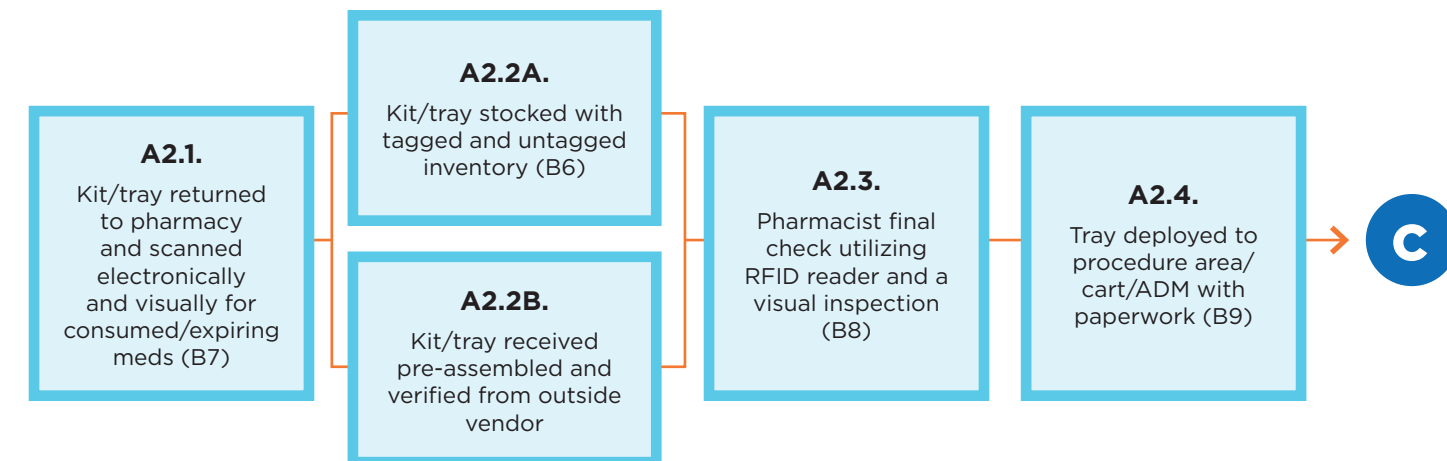 A2.1.
Kit/tray returned
to pharmacy
and scanned
electronically
and visually for
consumed/expiring
meds (B7)
A2.2A.
Kit/tray stocked with
tagged and untagged
inventory (B6)
A2.2B.
Kit/tray received
pre-assembled and
verified from outside
vendor
A2.3.
Pharmacist final
check utilizing
RFID reader and a
visual inspection
(B8)
A2.4.
Tray deployed to
procedure area/
cart/ADM with
paperwork (B9)
C